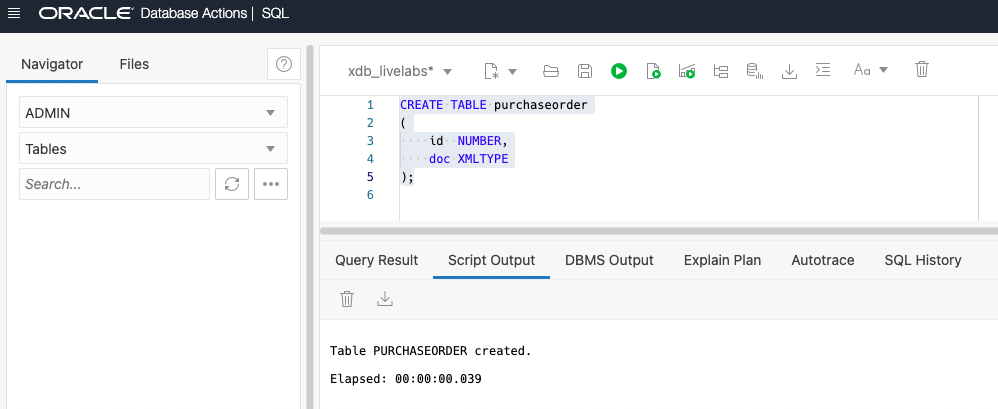 ORACLE Database Actions | SQL
Navigator Files
ADMIN
Tables
Search...
xdb_livelabs*
Aa
1 CREATE TABLE purchaseorder
2 (
3 id NUMBER,
4 doc XMLTYPE
5 );
6
Query Result Script Output DBMS Output Explain Plan Autotrace SQL History
Table PURCHASEORDER created.
Elapsed: 00:00:00.039